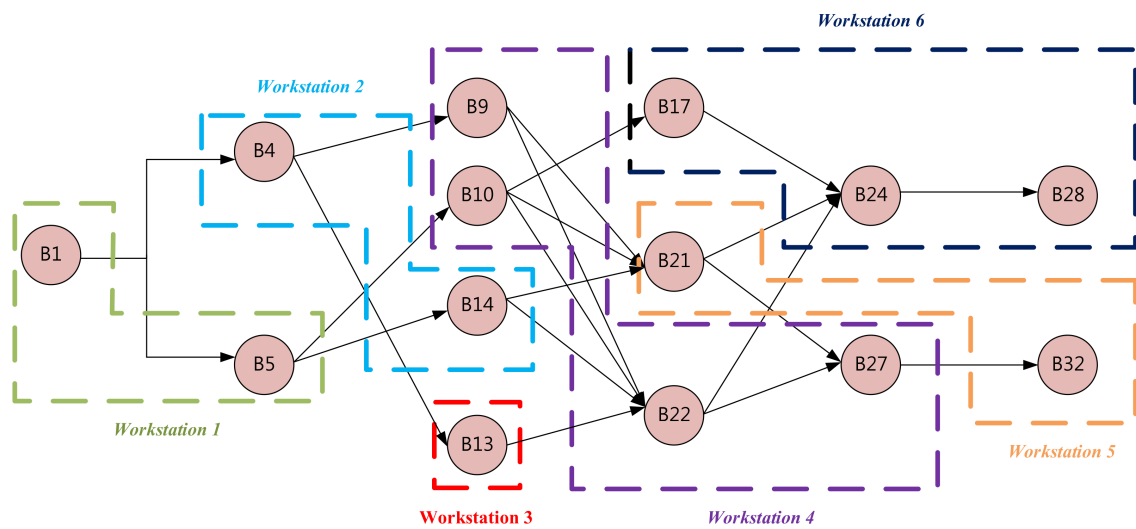 Workstation 6
Workstation 2
B9
B17
B4
B10
B24
B28
B1
B21
B14
B5
B27
B32
B22
B13
Workstation 1
Workstation 5
Workstation 3
Workstation 4